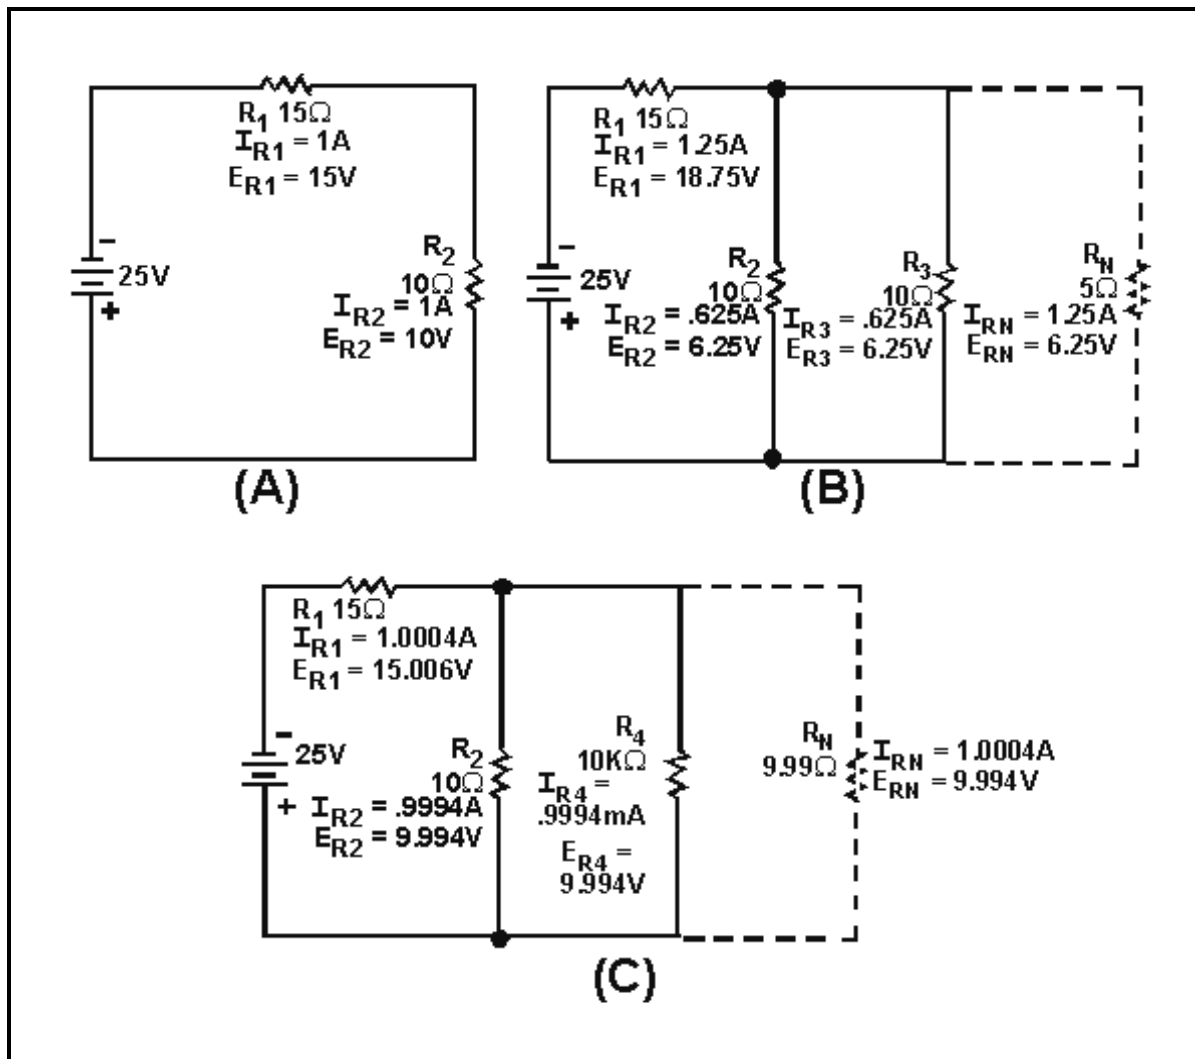 R1 15Ω
IR1 = 1A
ER1 = 15V
−
25V
+
R2
10Ω
IR2 = 1A
ER2 = 10V
(A)
R1 15Ω
IR1 = 1.25A
ER1 = 18.75V
−
25V
+
R2
10Ω
IR2 = .625A
ER2 = 6.25V
R3
10Ω
IR3 = .625A
ER3 = 6.25V
RN
5Ω
IRN = 1.25A
ERN = 6.25V
(B)
R1 15Ω
IR1 = 1.0004A
ER1 = 15.006V
−
25V
+
R2
10Ω
IR2 = .9994A
ER2 = 9.994V
R4
10KΩ
IR4 =
.9994mA
ER4 =
9.994V
RN
9.99Ω
IRN = 1.0004A
ERN = 9.994V
(C)